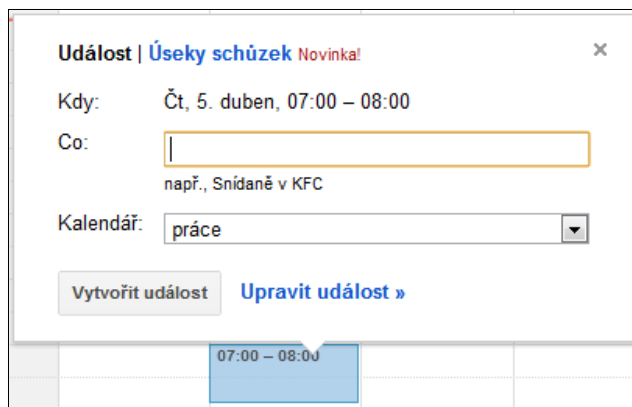 Událost | Úseky schůzek Novinka!
Kdy: Čt, 5. duben, 07:00 – 08:00
Co:
např., Snídaně v KFC
Kalendář: práce
Vytvořit událost Upravit událost »
07:00 – 08:00